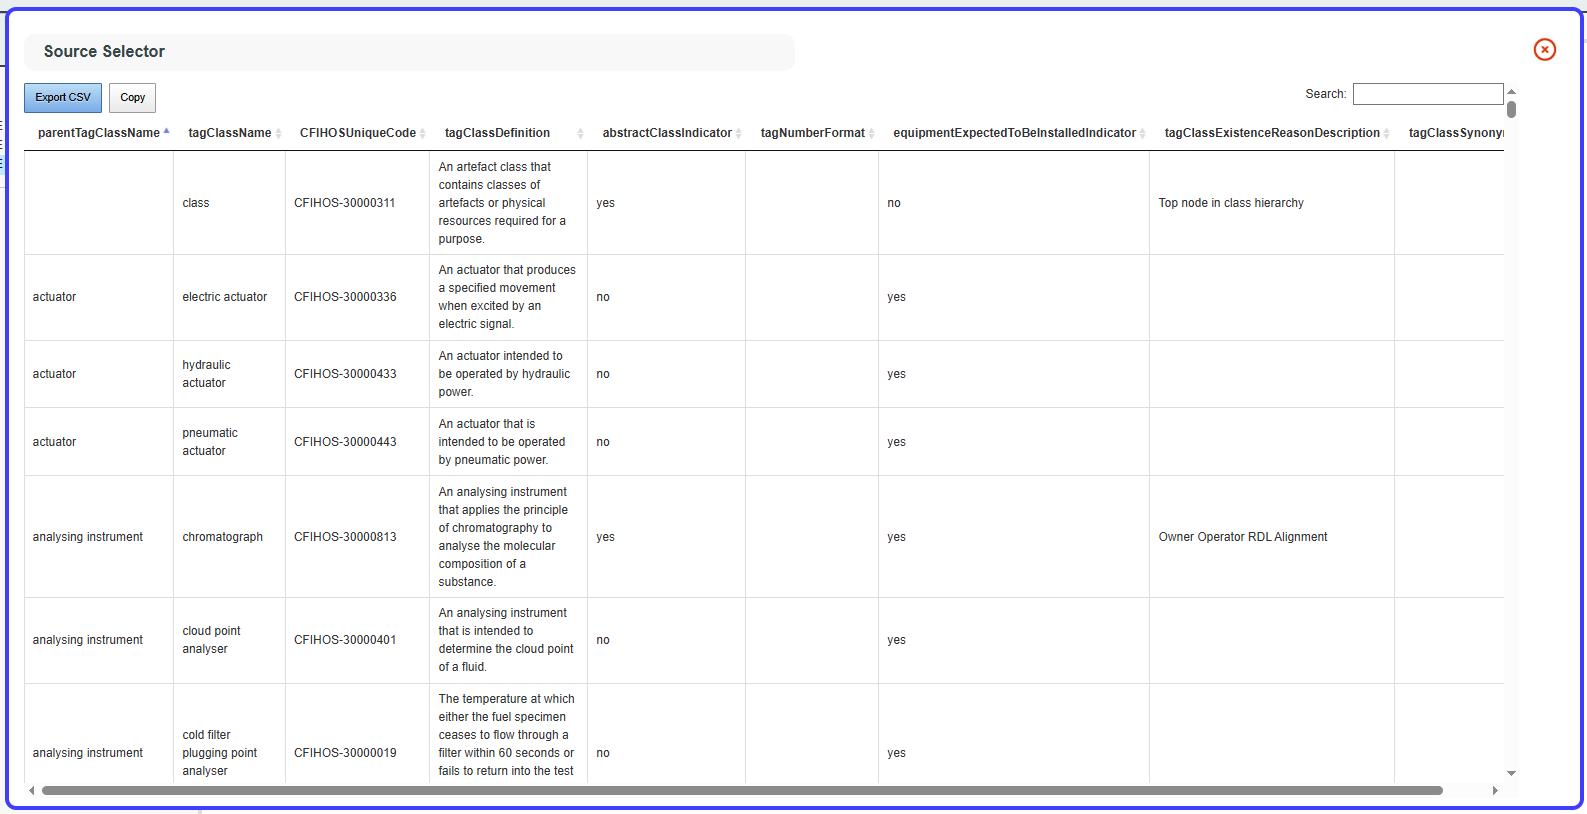 Source Selector
Export CSV Copy Search:
parentTagClassName tagClassName CFIHOSUniqueCode tagClassDefinition abstractClassIndicator tagNumberFormat equipmentExpectedToBeInstalledIndicator tagClassExistenceReasonDescription
An artefact class that
contains classes of
class CFIHOS-30000311 artefacts or physical yes no Top node in class hierarchy
resources required for a
purpose.
An actuator that produces
a specified movement
actuator electric actuator CFIHOS-30000336 when excited by an no yes
electric signal.
An actuator intended to
hydraulic
actuator CFIHOS-30000433 be operated by hydraulic no yes
actuator
power.
An actuator that is
pneumatic
actuator CFIHOS-30000443 intended to be operated no yes
actuator
by pneumatic power.
An analysing instrument
that applies the principle
of chromatography to
analysing instrument chromatograph CFIHOS-30000813 analyse the molecular yes yes Owner Operator RDL Alignment
composition of a
substance.
An analysing instrument
cloud point
that is intended to
analysing instrument CFIHOS-30000401 no yes
analyser
determine the cloud point
of a fluid.
The temperature at which
either the fuel specimen
cold filter
ceases to flow through a
analysing instrument plugging point CFIHOS-30000019 filter within 60 seconds or no yes
analyser
fails to return into the test